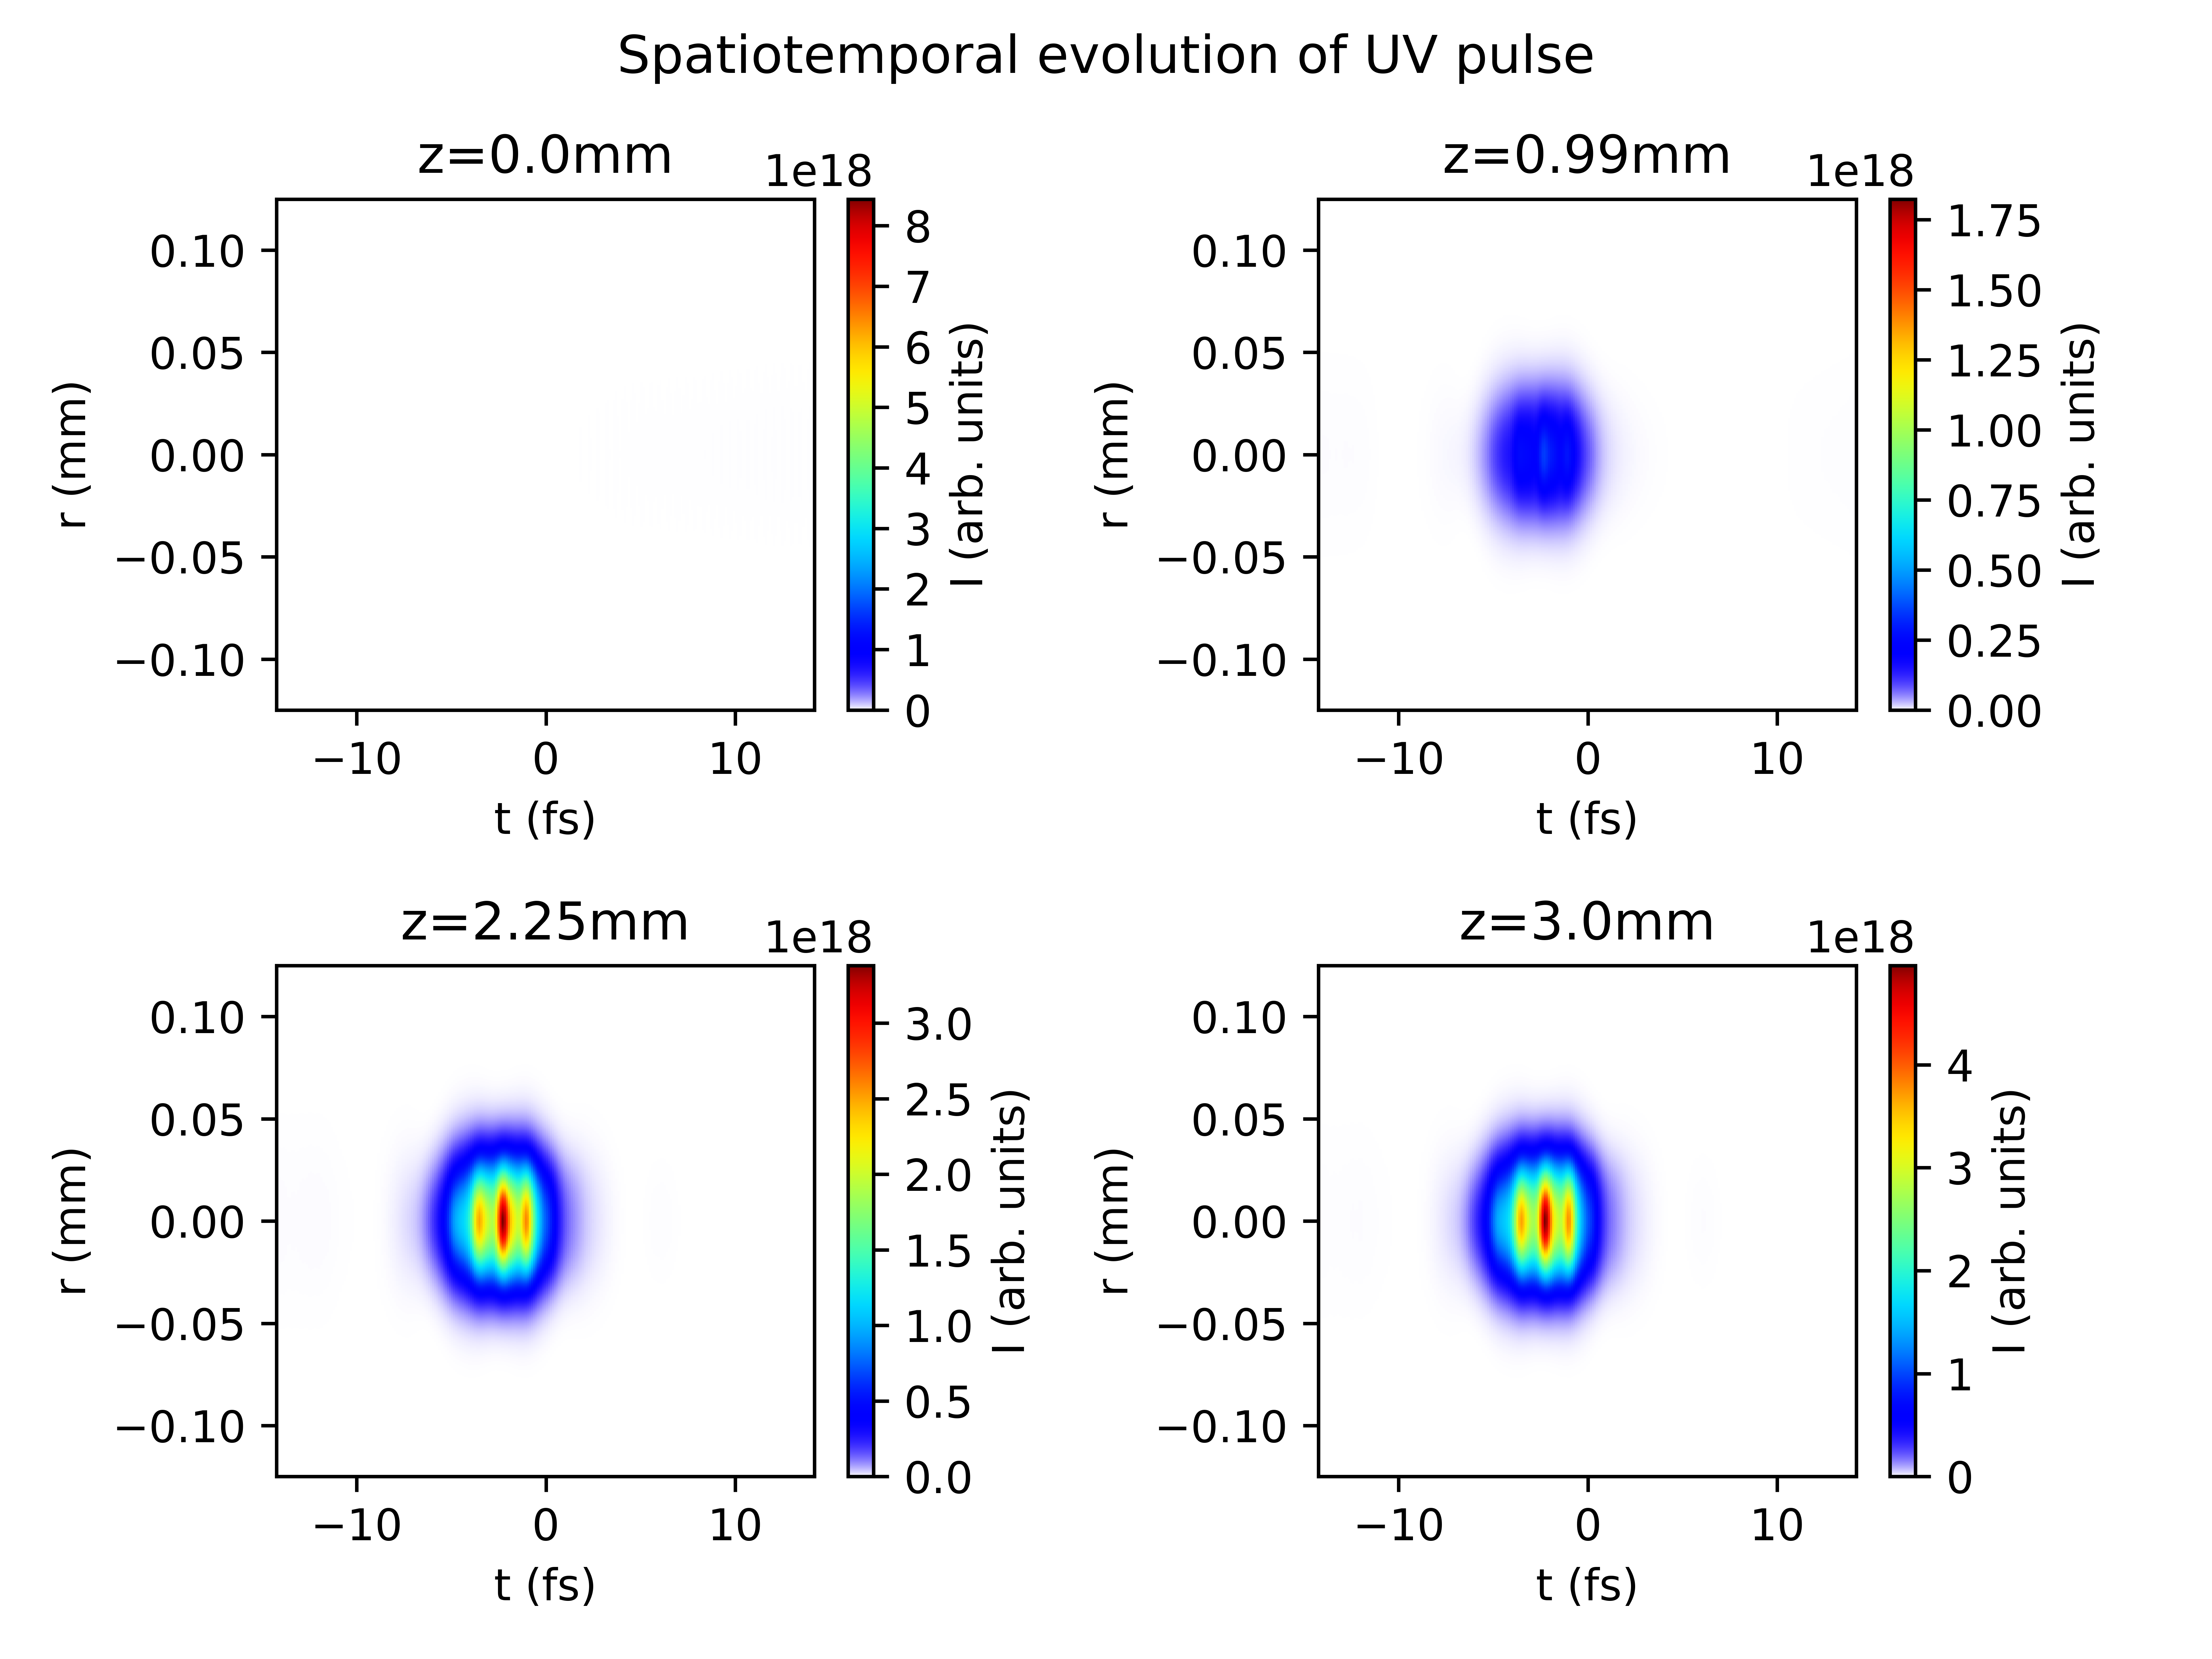 Spatiotemporal evolution of UV pulse
z=0.0mm
1e18
0.10
0.05
0.00
−0.05
−0.10
r (mm)
−10 0 10
t (fs)
8
7
6
5
4
3
2
1
0
I (arb. units)
z=0.99mm
1e18
0.10
0.05
0.00
−0.05
−0.10
r (mm)
−10 0 10
t (fs)
1.75
1.50
1.25
1.00
0.75
0.50
0.25
0.00
I (arb. units)
z=2.25mm
1e18
0.10
0.05
0.00
−0.05
−0.10
r (mm)
−10 0 10
t (fs)
3.0
2.5
2.0
1.5
1.0
0.5
0.0
I (arb. units)
z=3.0mm
1e18
0.10
0.05
0.00
−0.05
−0.10
r (mm)
−10 0 10
t (fs)
4
3
2
1
0
I (arb. units)